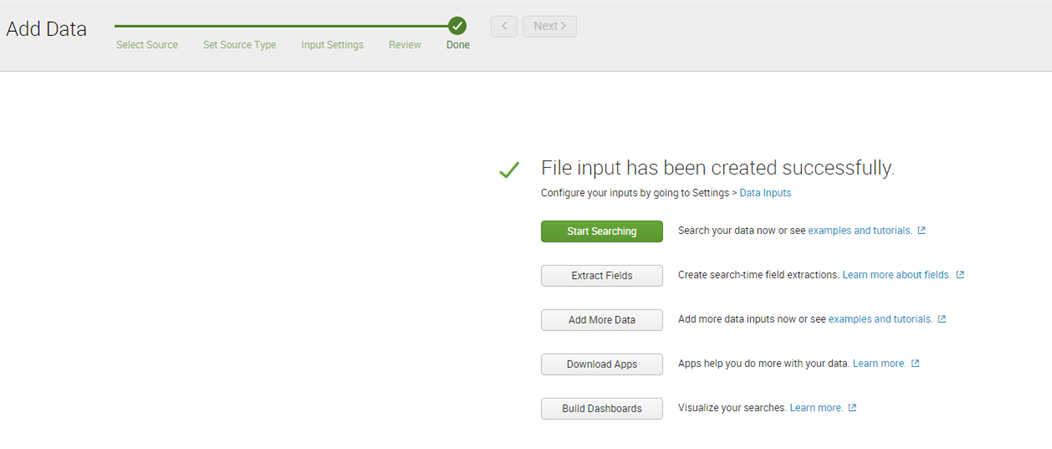 Add Data
Select Source Set Source Type Input Settings Review Done
< Next >
File input has been created successfully.
Configure your inputs by going to Settings > Data Inputs
Start Searching Search your data now or see examples and tutorials.
Extract Fields Create search-time field extractions. Learn more about fields.
Add More Data Add more data inputs now or see examples and tutorials.
Download Apps Apps help you do more with your data. Learn more.
Build Dashboards Visualize your searches. Learn more.